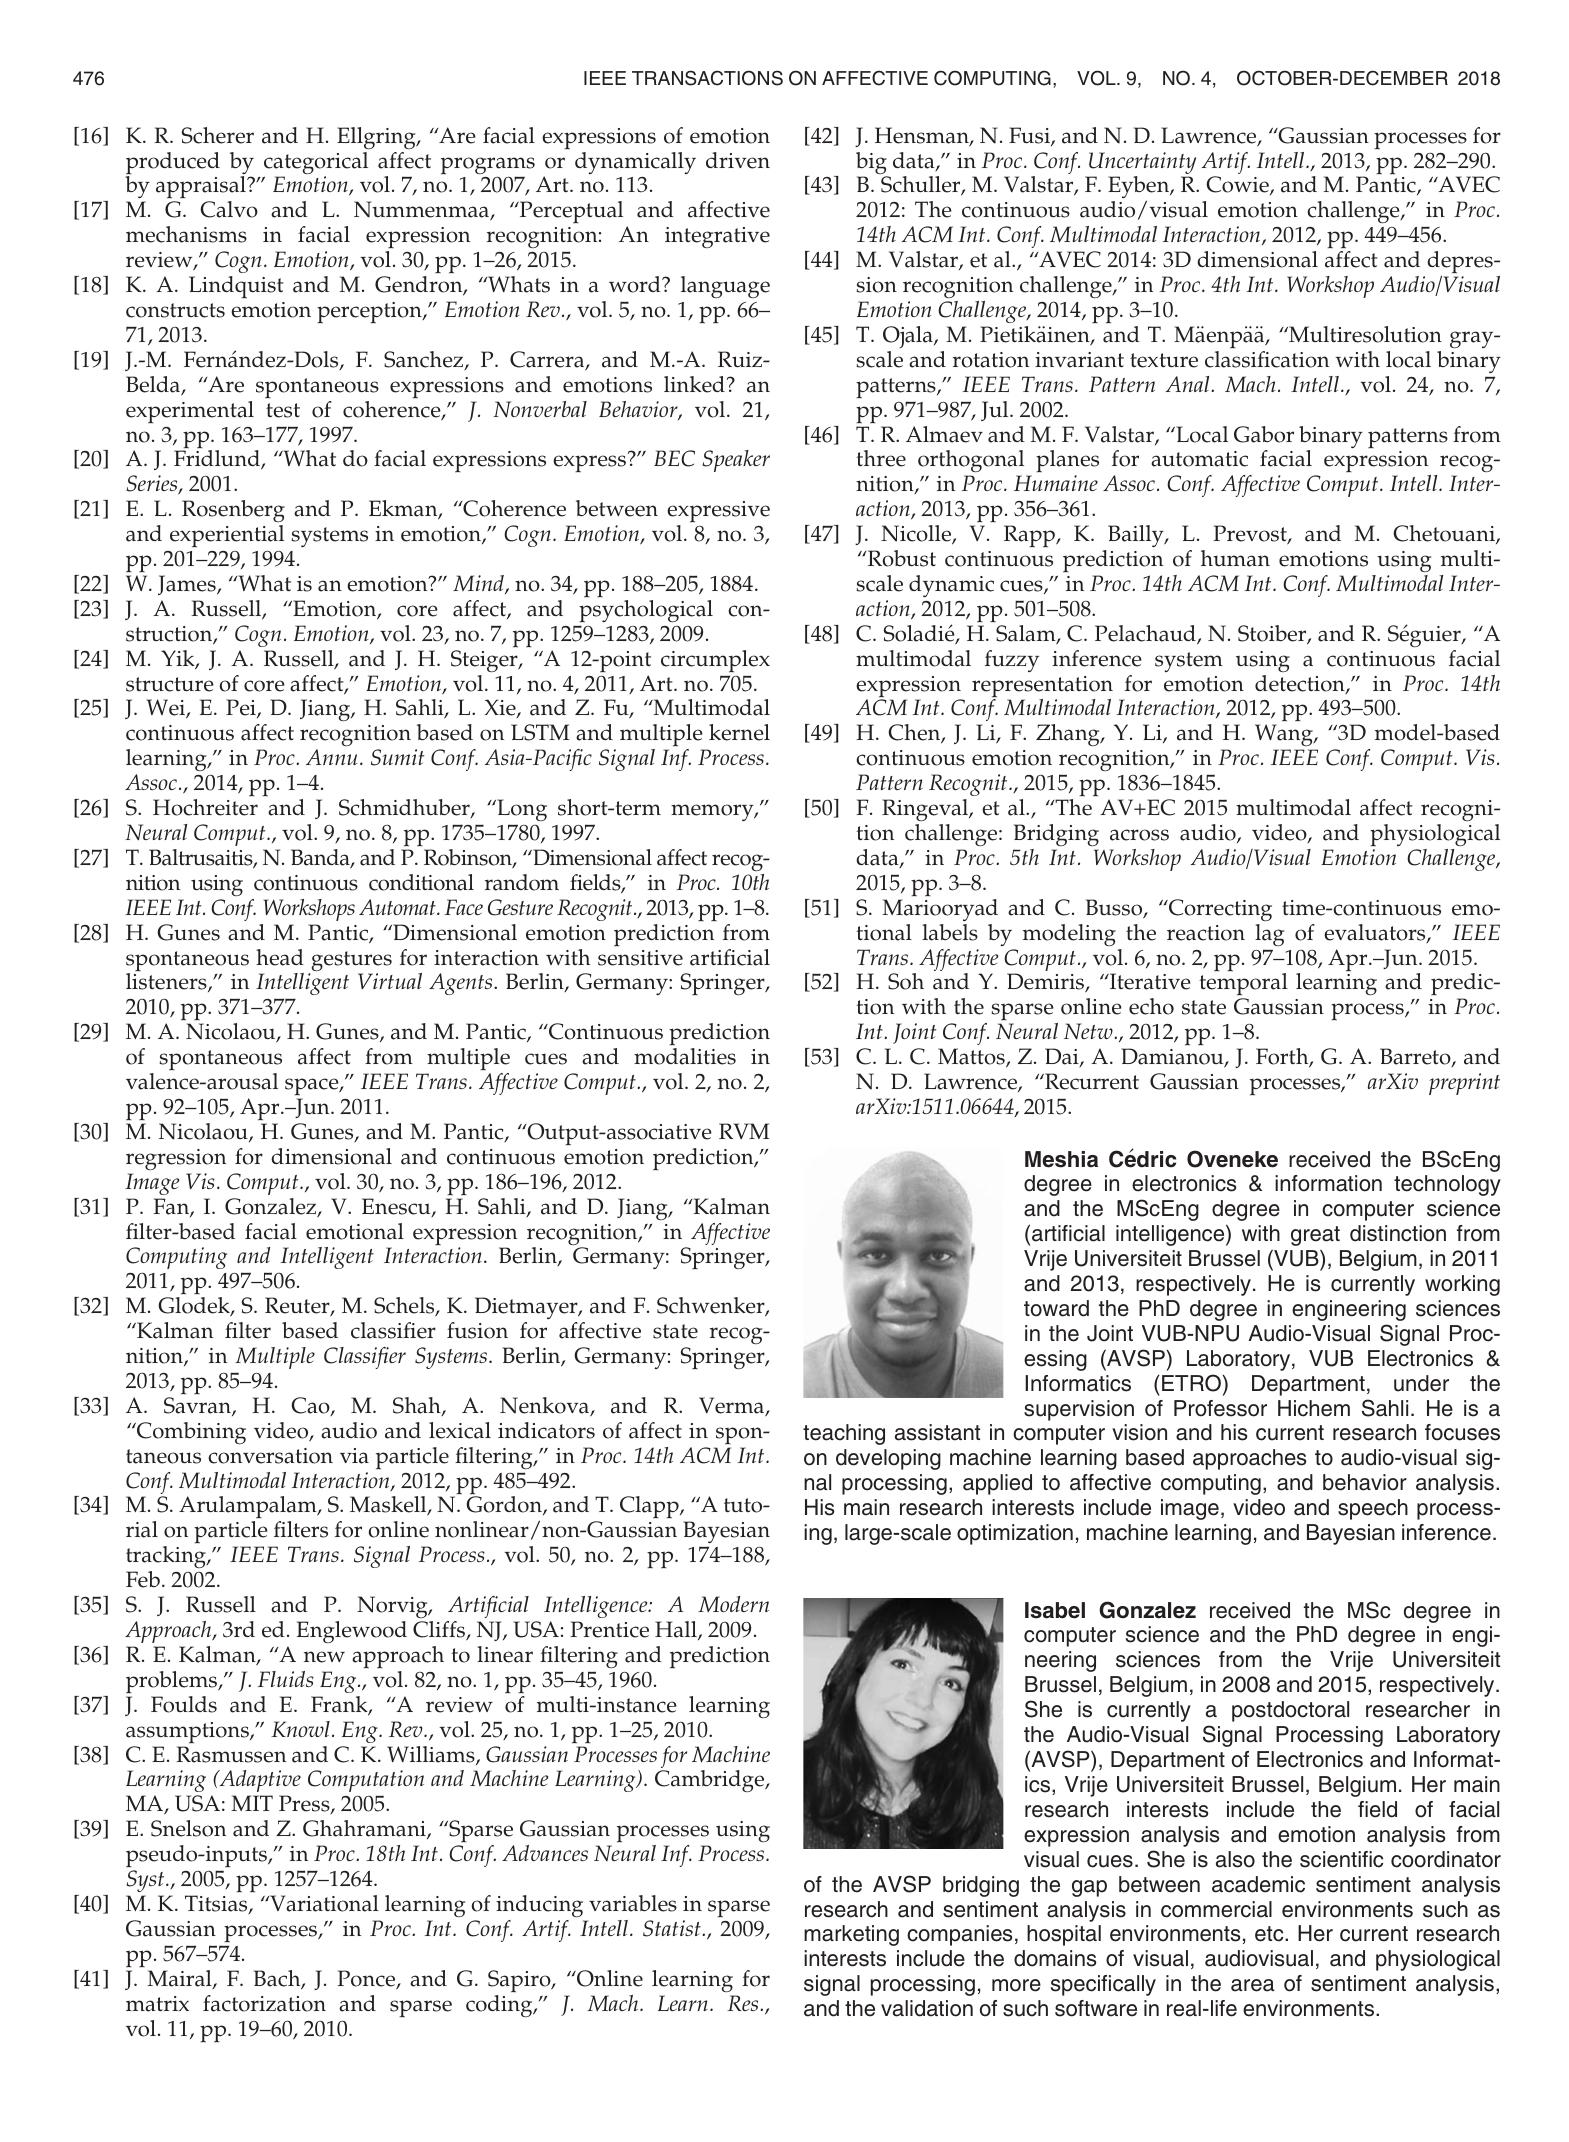 476
IEEE TRANSACTIONS ON AFFECTIVE COMPUTING, VOL. 9, NO. 4, OCTOBER-DECEMBER 2018
[16] K. R. Scherer and H. Ellgring, “Are facial expressions of emotion
produced by categorical affect programs or dynamically driven
by appraisal?” Emotion, vol. 7, no. 1, 2007, Art. no. 113.
[17] M. G. Calvo and L. Nummenmaa, “Perceptual and affective
mechanisms in facial expression recognition: An integrative
review,” Cogn. Emotion, vol. 30, pp. 1–26, 2015.
[18] K. A. Lindquist and M. Gendron, “Whats in a word? language
constructs emotion perception,” Emotion Rev., vol. 5, no. 1, pp. 66–
71, 2013.
[19] J.-M. Fernández-Dols, F. Sanchez, P. Carrera, and M.-A. Ruiz-
Belda, “Are spontaneous expressions and emotions linked? an
experimental test of coherence,” J. Nonverbal Behavior, vol. 21,
no. 3, pp. 163–177, 1997.
[20] A. J. Fridlund, “What do facial expressions express?” BEC Speaker
Series, 2001.
[21] E. L. Rosenberg and P. Ekman, “Coherence between expressive
and experiential systems in emotion,” Cogn. Emotion, vol. 8, no. 3,
pp. 201–229, 1994.
[22] W. James, “What is an emotion?” Mind, no. 34, pp. 188–205, 1884.
[23] J. A. Russell, “Emotion, core affect, and psychological con-
struction,” Cogn. Emotion, vol. 23, no. 7, pp. 1259–1283, 2009.
[24] M. Yik, J. A. Russell, and J. H. Steiger, “A 12-point circumplex
structure of core affect,” Emotion, vol. 11, no. 4, 2011, Art. no. 705.
[25] J. Wei, E. Pei, D. Jiang, H. Sahli, L. Xie, and Z. Fu, “Multimodal
continuous affect recognition based on LSTM and multiple kernel
learning,” in Proc. Annu. Sumit Conf. Asia-Pacific Signal Inf. Process.
Assoc., 2014, pp. 1–4.
[26] S. Hochreiter and J. Schmidhuber, “Long short-term memory,”
Neural Comput., vol. 9, no. 8, pp. 1735–1780, 1997.
[27] T. Baltrusaitis, N. Banda, and P. Robinson, “Dimensional affect recog-
nition using continuous conditional random fields,” in Proc. 10th
IEEE Int. Conf. Workshops Automat. Face Gesture Recognit., 2013, pp. 1–8.
[28] H. Gunes and M. Pantic, “Dimensional emotion prediction from
spontaneous head gestures for interaction with sensitive artificial
listeners,” in Intelligent Virtual Agents. Berlin, Germany: Springer,
2010, pp. 371–377.
[29] M. A. Nicolaou, H. Gunes, and M. Pantic, “Continuous prediction
of spontaneous affect from multiple cues and modalities in
valence-arousal space,” IEEE Trans. Affective Comput., vol. 2, no. 2,
pp. 92–105, Apr.–Jun. 2011.
[30] M. Nicolaou, H. Gunes, and M. Pantic, “Output-associative RVM
regression for dimensional and continuous emotion prediction,”
Image Vis. Comput., vol. 30, no. 3, pp. 186–196, 2012.
[31] P. Fan, I. Gonzalez, V. Enescu, H. Sahli, and D. Jiang, “Kalman
filter-based facial emotional expression recognition,” in Affective
Computing and Intelligent Interaction. Berlin, Germany: Springer,
2011, pp. 497–506.
[32] M. Glodek, S. Reuter, M. Schels, K. Dietmayer, and F. Schwenker,
“Kalman filter based classifier fusion for affective state recog-
nition,” in Multiple Classifier Systems. Berlin, Germany: Springer,
2013, pp. 85–94.
[33] A. Savran, H. Cao, M. Shah, A. Nenkova, and R. Verma,
“Combining video, audio and lexical indicators of affect in spon-
taneous conversation via particle filtering,” in Proc. 14th ACM Int.
Conf. Multimodal Interaction, 2012, pp. 485–492.
[34] M. S. Arulampalam, S. Maskell, N. Gordon, and T. Clapp, “A tuto-
rial on particle filters for online nonlinear/non-Gaussian Bayesian
tracking,” IEEE Trans. Signal Process., vol. 50, no. 2, pp. 174–188,
Feb. 2002.
[35] S. J. Russell and P. Norvig, Artificial Intelligence: A Modern
Approach, 3rd ed. Englewood Cliffs, NJ, USA: Prentice Hall, 2009.
[36] R. E. Kalman, “A new approach to linear filtering and prediction
problems,” J. Fluids Eng., vol. 82, no. 1, pp. 35–45, 1960.
[37] J. Foulds and E. Frank, “A review of multi-instance learning
assumptions,” Knowl. Eng. Rev., vol. 25, no. 1, pp. 1–25, 2010.
[38] C. E. Rasmussen and C. K. Williams, Gaussian Processes for Machine
Learning (Adaptive Computation and Machine Learning). Cambridge,
MA, USA: MIT Press, 2005.
[39] E. Snelson and Z. Ghahramani, “Sparse Gaussian processes using
pseudo-inputs,” in Proc. 18th Int. Conf. Advances Neural Inf. Process.
Syst., 2005, pp. 1257–1264.
[40] M. K. Titsias, “Variational learning of inducing variables in sparse
Gaussian processes,” in Proc. Int. Conf. Artif. Intell. Statist., 2009,
pp. 567–574.
[41] J. Mairal, F. Bach, J. Ponce, and G. Sapiro, “Online learning for
matrix factorization and sparse coding,” J. Mach. Learn. Res.,
vol. 11, pp. 19–60, 2010.
[42] J. Hensman, N. Fusi, and N. D. Lawrence, “Gaussian processes for
big data,” in Proc. Conf. Uncertainty Artif. Intell., 2013, pp. 282–290.
[43] B. Schuller, M. Valstar, F. Eyben, R. Cowie, and M. Pantic, “AVEC
2012: The continuous audio/visual emotion challenge,” in Proc.
14th ACM Int. Conf. Multimodal Interaction, 2012, pp. 449–456.
[44] M. Valstar, et al., “AVEC 2014: 3D dimensional affect and depres-
sion recognition challenge,” in Proc. 4th Int. Workshop Audio/Visual
Emotion Challenge, 2014, pp. 3–10.
[45] T. Ojala, M. Pietikäinen, and T. Mäenpää, “Multiresolution gray-
scale and rotation invariant texture classification with local binary
patterns,” IEEE Trans. Pattern Anal. Mach. Intell., vol. 24, no. 7,
pp. 971–987, Jul. 2002.
[46] T. R. Almaev and M. F. Valstar, “Local Gabor binary patterns from
three orthogonal planes for automatic facial expression recog-
nition,” in Proc. Humaine Assoc. Conf. Affective Comput. Intell. Inter-
action, 2013, pp. 356–361.
[47] J. Nicolle, V. Rapp, K. Bailly, L. Prevost, and M. Chetouani,
“Robust continuous prediction of human emotions using multi-
scale dynamic cues,” in Proc. 14th ACM Int. Conf. Multimodal Inter-
action, 2012, pp. 501–508.
[48] C. Soladié, H. Salam, C. Pelachaud, N. Stoiber, and R. Séguier, “A
multimodal fuzzy inference system using a continuous facial
expression representation for emotion detection,” in Proc. 14th
ACM Int. Conf. Multimodal Interaction, 2012, pp. 493–500.
[49] H. Chen, J. Li, F. Zhang, Y. Li, and H. Wang, “3D model-based
continuous emotion recognition,” in Proc. IEEE Conf. Comput. Vis.
Pattern Recognit., 2015, pp. 1836–1845.
[50] F. Ringeval, et al., “The AV+EC 2015 multimodal affect recogni-
tion challenge: Bridging across audio, video, and physiological
data,” in Proc. 5th Int. Workshop Audio/Visual Emotion Challenge,
2015, pp. 3–8.
[51] S. Mariooryad and C. Busso, “Correcting time-continuous emo-
tional labels by modeling the reaction lag of evaluators,” IEEE
Trans. Affective Comput., vol. 6, no. 2, pp. 97–108, Apr.–Jun. 2015.
[52] H. Soh and Y. Demiris, “Iterative temporal learning and predic-
tion with the sparse online echo state Gaussian process,” in Proc.
Int. Joint Conf. Neural Netw., 2012, pp. 1–8.
[53] C. L. C. Mattos, Z. Dai, A. Damianou, J. Forth, G. A. Barreto, and
N. D. Lawrence, “Recurrent Gaussian processes,” arXiv preprint
arXiv:1511.06644, 2015.
Meshia Cédric Oveneke received the BScEng
degree in electronics & information technology
and the MScEng degree in computer science
(artificial intelligence) with great distinction from
Vrije Universiteit Brussel (VUB), Belgium, in 2011
and 2013, respectively. He is currently working
toward the PhD degree in engineering sciences
in the Joint VUB-NPU Audio-Visual Signal Proc-
essing (AVSP) Laboratory, VUB Electronics &
Informatics (ETRO) Department, under the
supervision of Professor Hichem Sahli. He is a
teaching assistant in computer vision and his current research focuses
on developing machine learning based approaches to audio-visual sig-
nal processing, applied to affective computing, and behavior analysis.
His main research interests include image, video and speech process-
ing, large-scale optimization, machine learning, and Bayesian inference.
Isabel Gonzalez received the MSc degree in
computer science and the PhD degree in engi-
neering sciences from the Vrije Universiteit
Brussel, Belgium, in 2008 and 2015, respectively.
She is currently a postdoctoral researcher in
the Audio-Visual Signal Processing Laboratory
(AVSP), Department of Electronics and Informat-
ics, Vrije Universiteit Brussel, Belgium. Her main
research interests include the field of facial
expression analysis and emotion analysis from
visual cues. She is also the scientific coordinator
of the AVSP bridging the gap between academic sentiment analysis
research and sentiment analysis in commercial environments such as
marketing companies, hospital environments, etc. Her current research
interests include the domains of visual, audiovisual, and physiological
signal processing, more specifically in the area of sentiment analysis,
and the validation of such software in real-life environments.